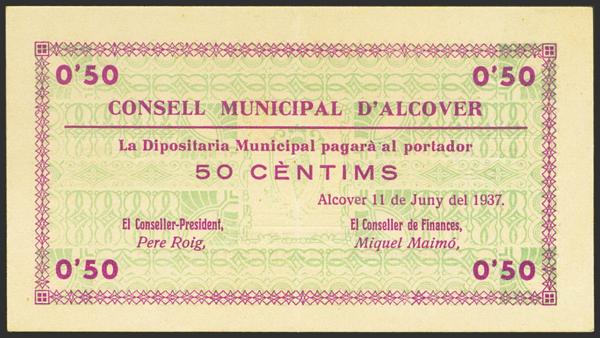 0'50 0'50
CONSELL MUNICIPAL D'ALCOVER
La Dipositaria Municipal pagarà al portador
50 CÈNTIMS
Alcover 11 de Juny del 1937.
El Conseller-President, El Conseller de Finances,
Pere Roig, Miquel Maimó,
0'50 0'50